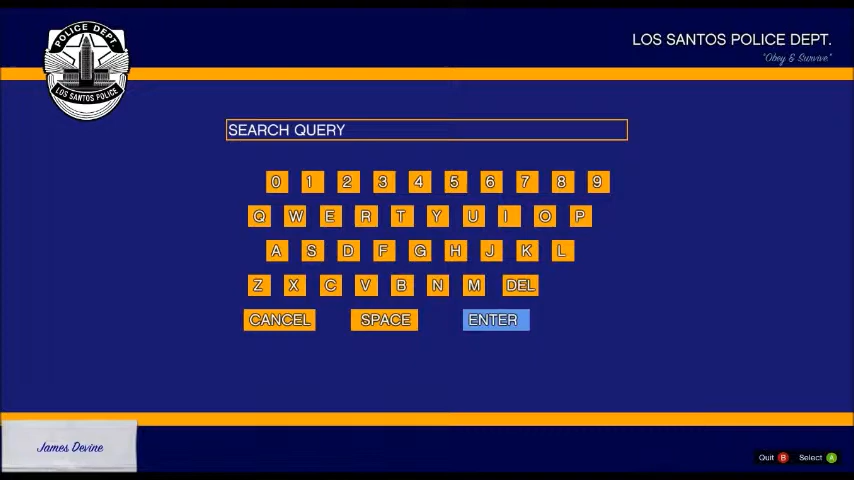 POLICE DEPT.
LOS SANTOS POLICE
LOS SANTOS POLICE DEPT.
"Obey & Survive"
SEARCH QUERY
0 1 2 3 4 5 6 7 8 9
Q W E R T Y U I O P
A S D F G H J K L
Z X C V B N M DEL
CANCEL SPACE ENTER
James Devine
Quit B Select A